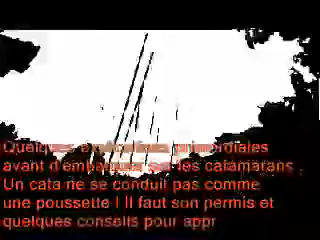 Quelques explications primordiales
avant d'embarquer sur les catamarans :
Un cata ne se conduit pas comme
une poussette ! Il faut son permis et
quelques conseils pour appr